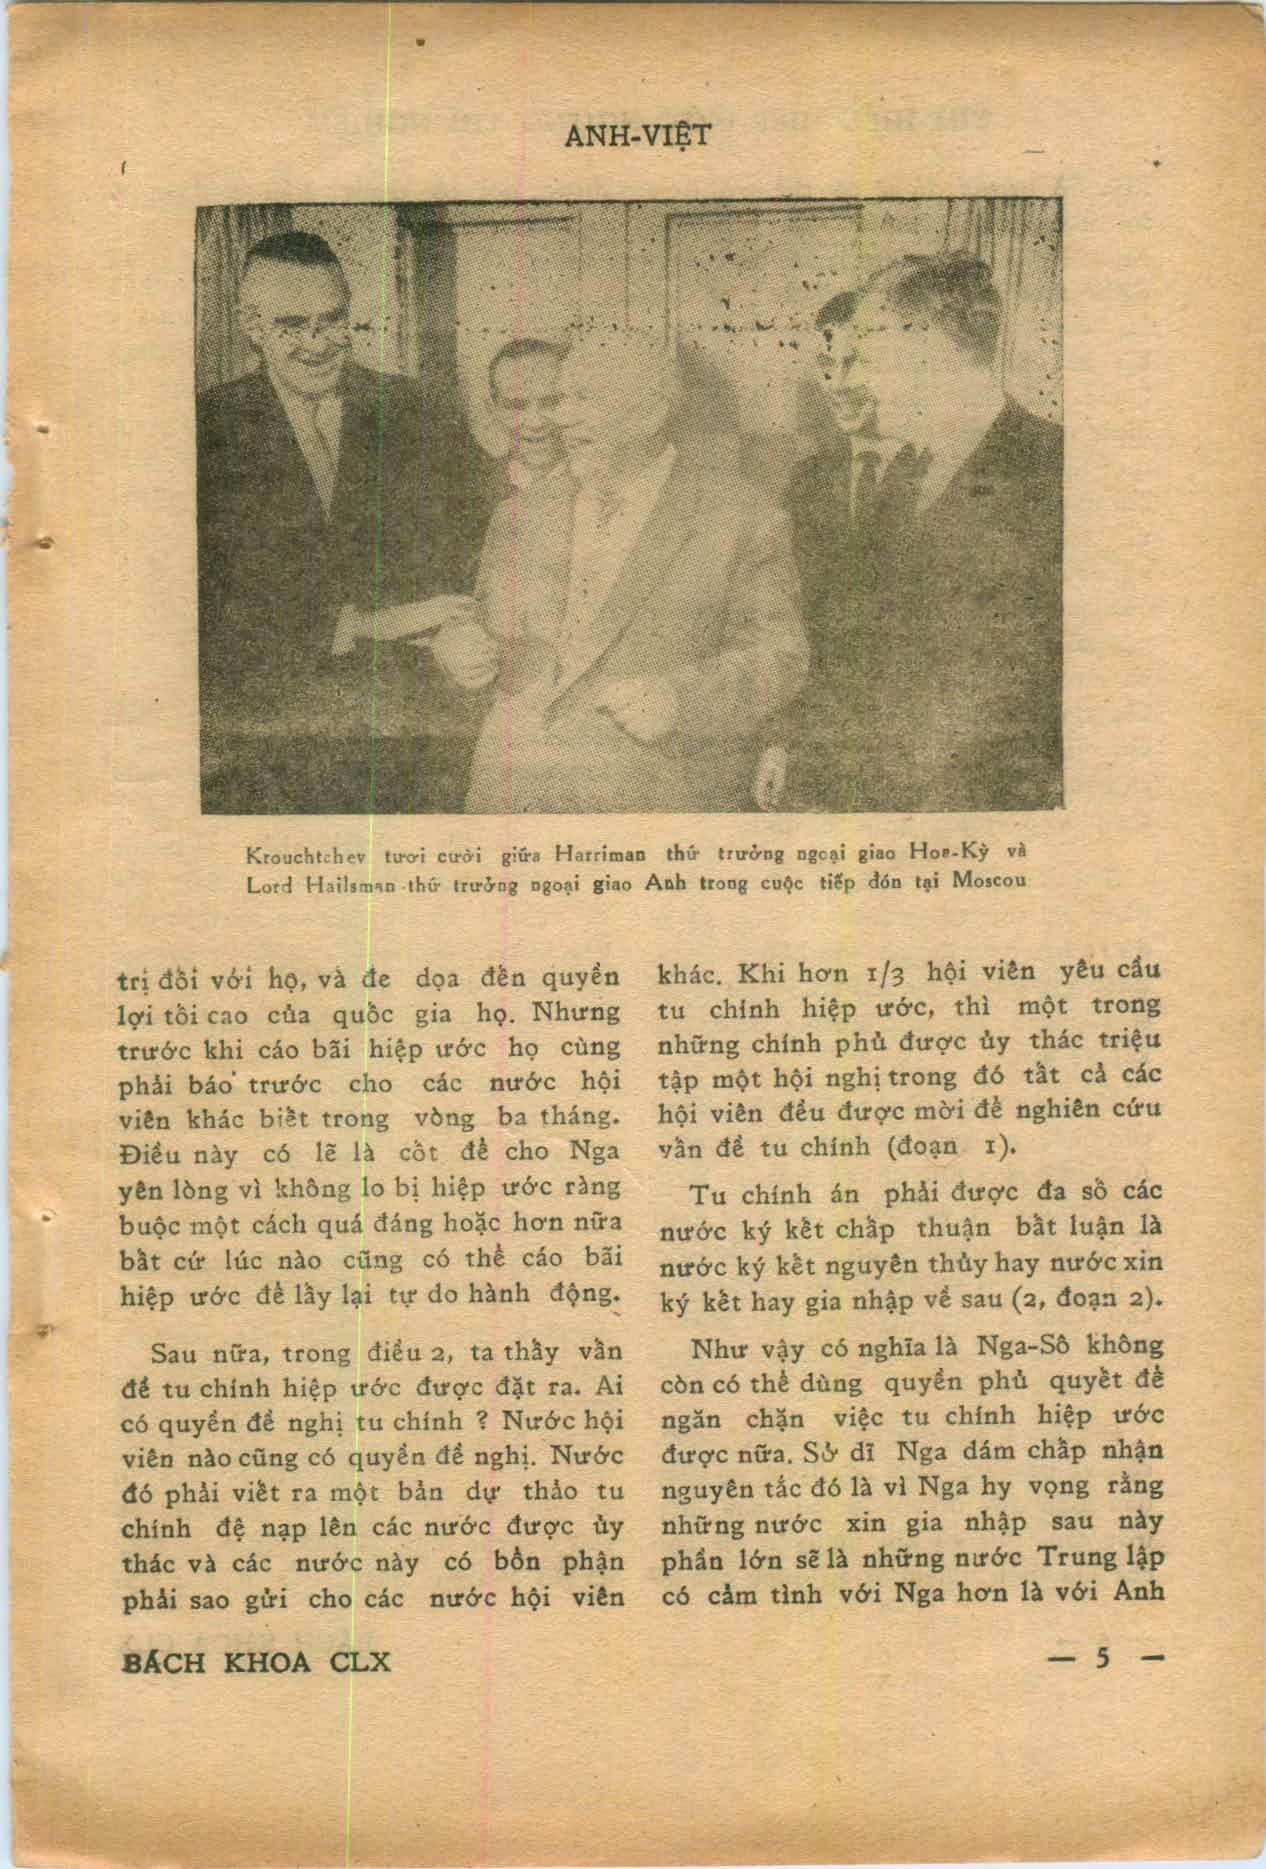 ANH-VIỆT
Krouchtchev tươi cười giữa Harriman thứ trưởng ngoại giao Hoa-Kỳ và
Lord Hailsman thứ trưởng ngoại giao Anh trong cuộc tiếp đón tại Moscou
trị đối với họ, và đe dọa đến quyền
lợi tối cao của quốc gia họ. Nhưng
trước khi cáo bãi hiệp ước họ cùng
phải báo trước cho các nước hội
viên khác biết trong vòng ba tháng.
Điều này có lẽ là cốt để cho Nga
yên lòng vì không lo bị hiệp ước ràng
buộc một cách quá đáng hoặc hơn nữa
bất cứ lúc nào cũng có thể cáo bãi
hiệp ước để lấy lại tự do hành động.
Sau nữa, trong điều 2, ta thấy vấn
đề tu chính hiệp ước được đặt ra. Ai
có quyền đề nghị tu chính ? Nước hội
viên nào cũng có quyền đề nghị. Nước
đó phải viết ra một bản dự thảo tu
chính đệ nạp lên các nước được ủy
thác và các nước này có bổn phận
phải sao gửi cho các nước hội viên
khác. Khi hơn 1/3 hội viên yêu cầu
tu chính hiệp ước, thì một trong
những chính phủ được ủy thác triệu
tập một hội nghị trong đó tất cả các
hội viên đều được mời để nghiên cứu
vấn đề tu chính (đoạn 1).
Tu chính án phải được đa số các
nước ký kết chấp thuận bất luận là
nước ký kết nguyên thủy hay nước xin
ký kết hay gia nhập về sau (2, đoạn 2).
Như vậy có nghĩa là Nga-Sô không
còn có thể dùng quyền phủ quyết để
ngăn chặn việc tu chính hiệp ước
được nữa. Sở dĩ Nga dám chấp nhận
nguyên tắc đó là vì Nga hy vọng rằng
những nước xin gia nhập sau này
phần lớn sẽ là những nước Trung lập
có cảm tình với Nga hơn là với Anh
BÁCH KHOA CLX
— 5 —